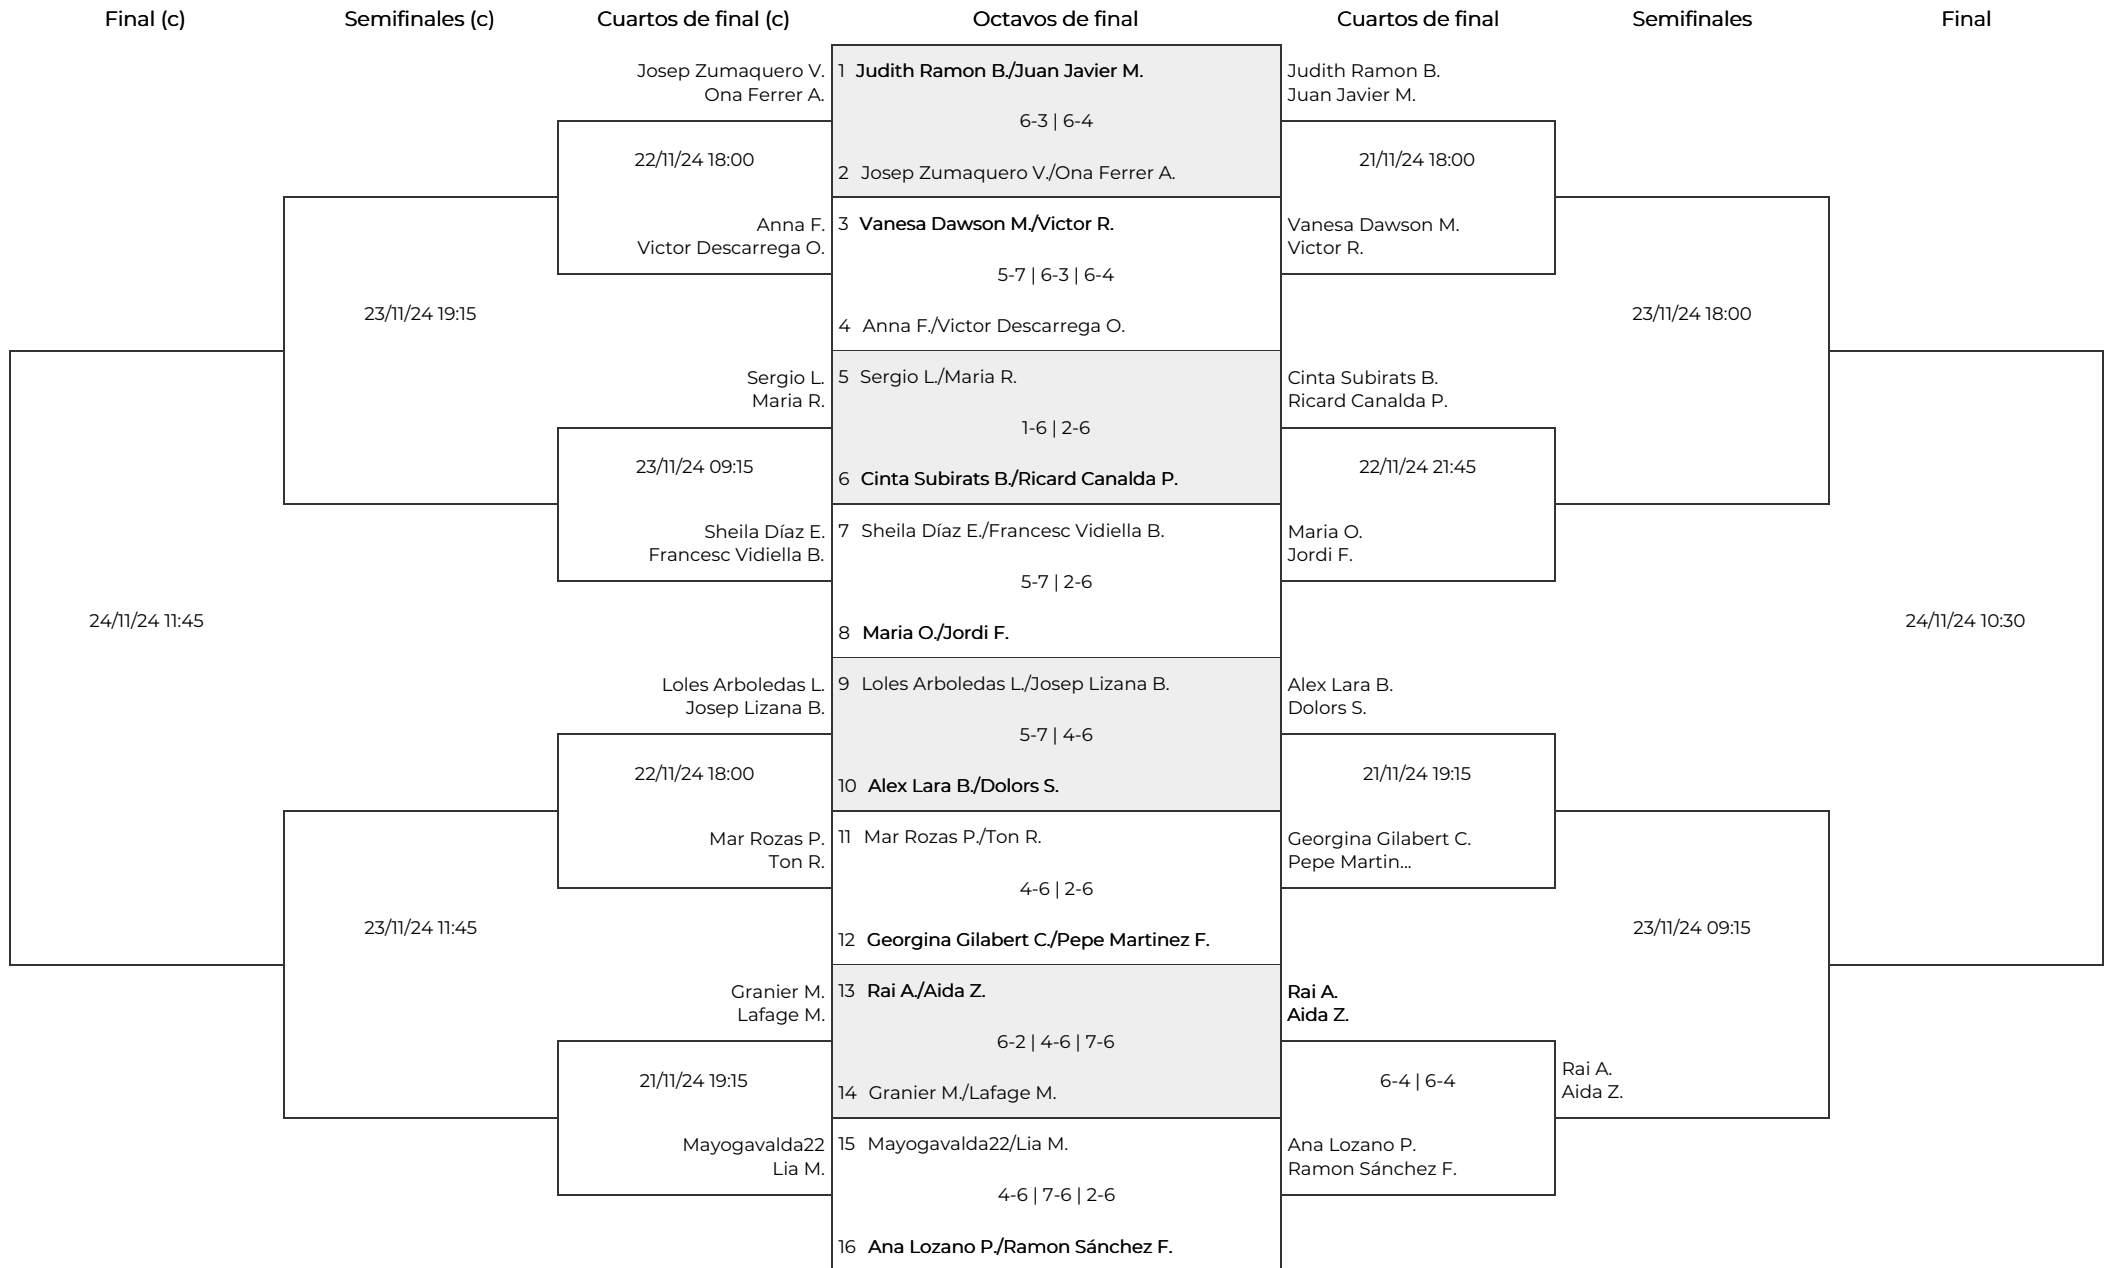 Final (c)
Semifinales (c)
Cuartos de final (c)
Octavos de final
Cuartos de final
Semifinales
Final
Josep Zumaquero V.
Ona Ferrer A.
22/11/24 18:00
Anna F.
Victor Descarrega O.
23/11/24 19:15
Sergio L.
Maria R.
23/11/24 09:15
Sheila Díaz E.
Francesc Vidiella B.
24/11/24 11:45
Loles Arboledas L.
Josep Lizana B.
22/11/24 18:00
Mar Rozas P.
Ton R.
23/11/24 11:45
Granier M.
Lafage M.
21/11/24 19:15
Mayogavalda22
Lia M.
1 Judith Ramon B./Juan Javier M.
6-3 | 6-4
2 Josep Zumaquero V./Ona Ferrer A.
3 Vanesa Dawson M./Victor R.
5-7 | 6-3 | 6-4
4 Anna F./Victor Descarrega O.
5 Sergio L./Maria R.
1-6 | 2-6
6 Cinta Subirats B./Ricard Canalda P.
7 Sheila Díaz E./Francesc Vidiella B.
5-7 | 2-6
8 Maria O./Jordi F.
9 Loles Arboledas L./Josep Lizana B.
5-7 | 4-6
10 Alex Lara B./Dolors S.
11 Mar Rozas P./Ton R.
4-6 | 2-6
12 Georgina Gilabert C./Pepe Martinez F.
13 Rai A./Aida Z.
6-2 | 4-6 | 7-6
14 Granier M./Lafage M.
15 Mayogavalda22/Lia M.
4-6 | 7-6 | 2-6
16 Ana Lozano P./Ramon Sánchez F.
Judith Ramon B.
Juan Javier M.
21/11/24 18:00
Vanesa Dawson M.
Victor R.
23/11/24 18:00
Cinta Subirats B.
Ricard Canalda P.
22/11/24 21:45
Maria O.
Jordi F.
24/11/24 10:30
Alex Lara B.
Dolors S.
21/11/24 19:15
Georgina Gilabert C.
Pepe Martin...
23/11/24 09:15
Rai A.
Aida Z.
6-4 | 6-4
Rai A.
Aida Z.
Ana Lozano P.
Ramon Sánchez F.